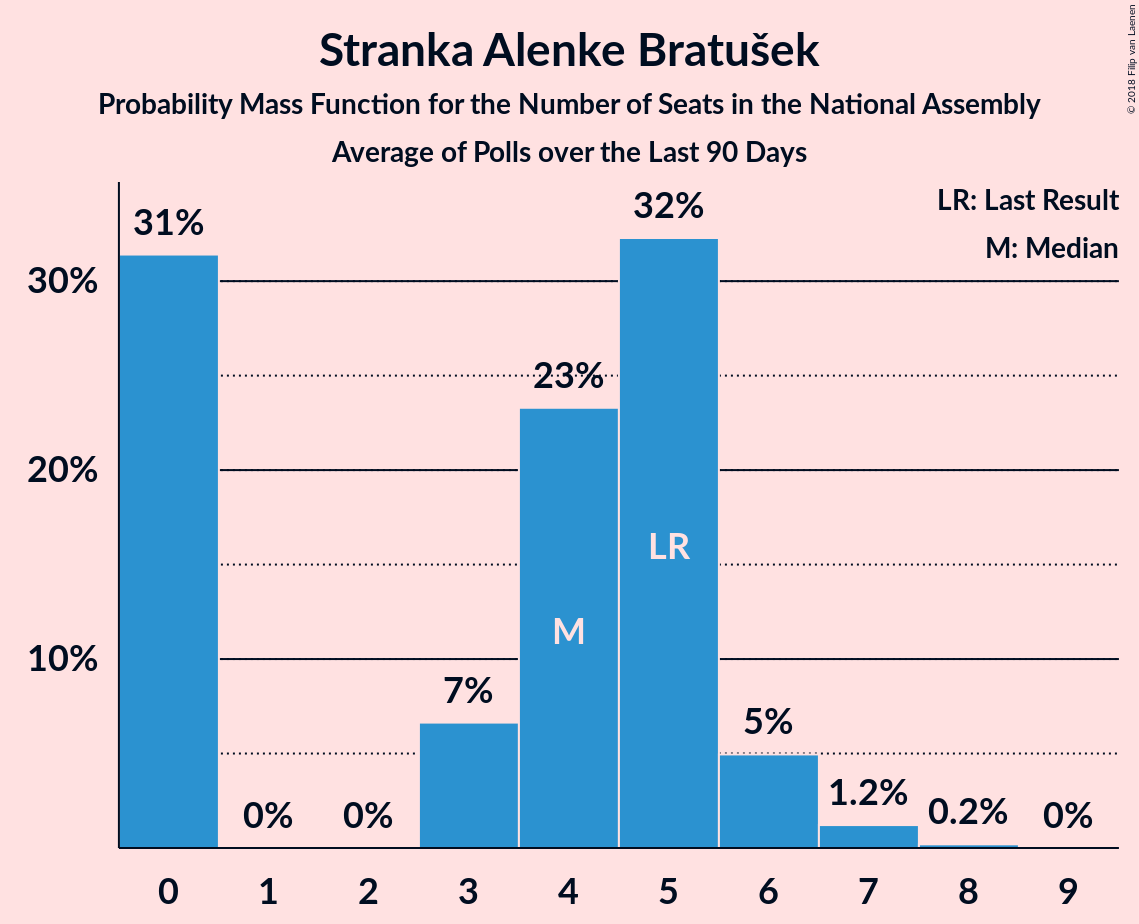 Stranka Alenke Bratušek
Probability Mass Function for the Number of Seats in the National Assembly
Average of Polls over the Last 90 Days
© 2018 Filip van Laenen
LR: Last Result
M: Median
30%
20%
10%
31%
0%
0%
7%
23%
32%
5%
1.2%
0.2%
0%
M
LR
0 1 2 3 4 5 6 7 8 9